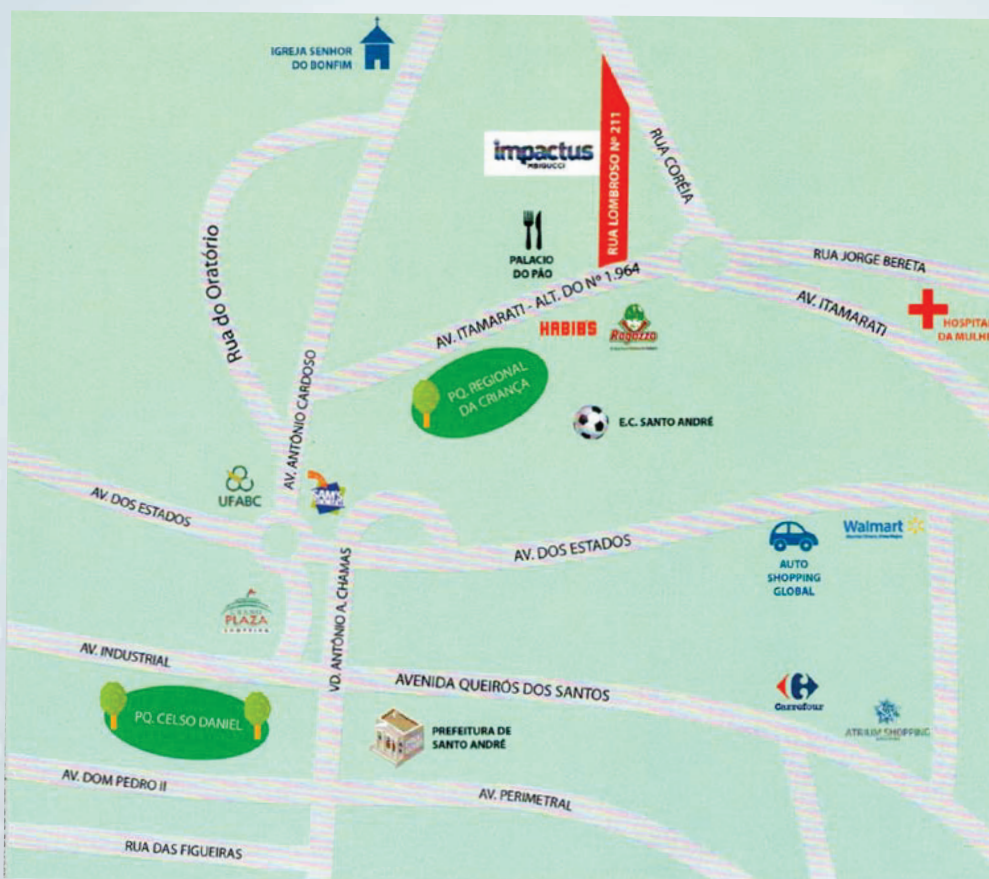 IGREJA SENHOR
DO BONFIM
impactus
MBIGUCCI
RUA LOMBROSO Nº 211
RUA CORÉIA
PALACIO
DO PÃO
RUA JORGE BERETA
Rua do Oratório
AV. ITAMARATI - ALT. DO Nº 1.964
AV. ITAMARATI
HABIB'S
Ragazzo
HOSPITAL
DA MULHE
AV. ANTÔNIO CARDOSO
PQ. REGIONAL
DA CRIANÇA
E.C. SANTO ANDRÉ
UFABC
SAM'S
AV. DOS ESTADOS
AV. DOS ESTADOS
Walmart
AUTO
SHOPPING
GLOBAL
VD. ANTÔNIO A. CHAMAS
PLAZA
SHOPPING
AV. INDUSTRIAL
AVENIDA QUEIRÓS DOS SANTOS
Carrefour
ATRIUM SHOPPING
PQ. CELSO DANIEL
PREFEITURA DE
SANTO ANDRÉ
AV. DOM PEDRO II
AV. PERIMETRAL
RUA DAS FIGUEIRAS